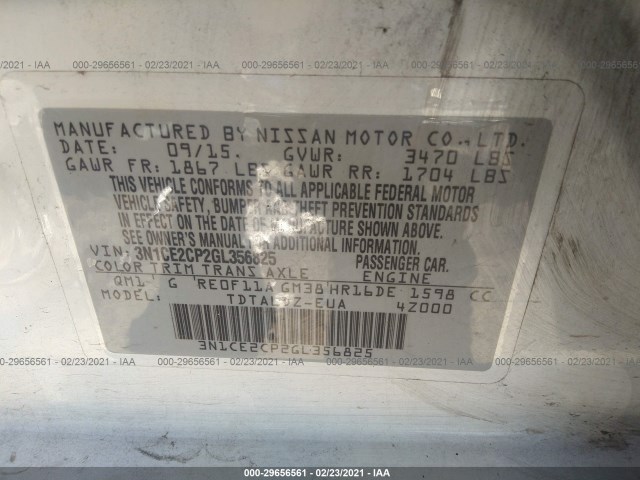 000-29656561 - 02/23/2021 - IAA
MANUFACTURED BY NISSAN MOTOR CO., LTD.
DATE: 09/15. GVWR: 3470 LBS
GAWR FR: 1867 LBS GAWR RR: 1704 LBS
THIS VEHICLE CONFORMS TO ALL APPLICABLE FEDERAL MOTOR
VEHICLE SAFETY, BUMPER AND THEFT PREVENTION STANDARDS
IN EFFECT ON THE DATE OF MANUFACTURE SHOWN ABOVE.
SEE OWNER'S MANUAL FOR ADDITIONAL INFORMATION
VIN: 3N1CE2CP2GL356825 PASSENGER CAR.
COLOR TRIM TRANS AXLE ENGINE
QM1 G RE0F11A GM38 HR16DE 1598 CC
MODEL: 4Z000
3N1CE2CP2GL356825
000-29656561 - 02/23/2021 - IAA